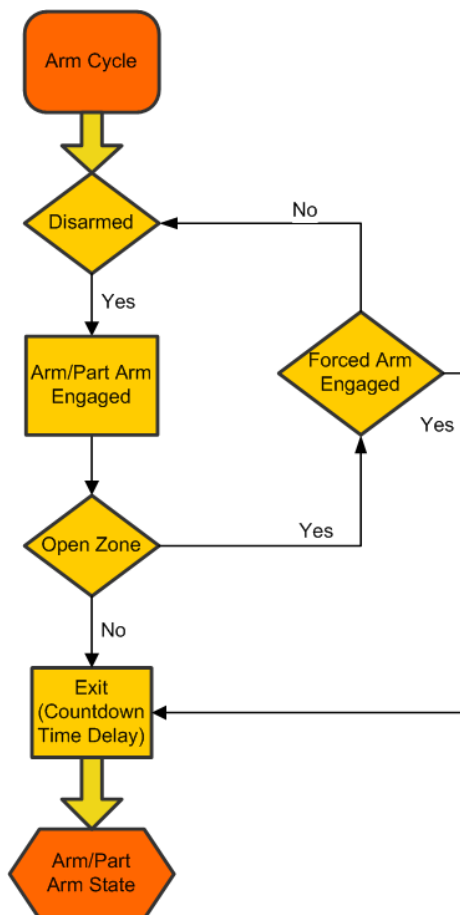 Arm Cycle
Disarmed
No
Yes
Arm/Part Arm
Engaged
Forced Arm
Engaged
Yes
Open Zone
Yes
No
Exit
(Countdown
Time Delay)
Arm/Part
Arm State